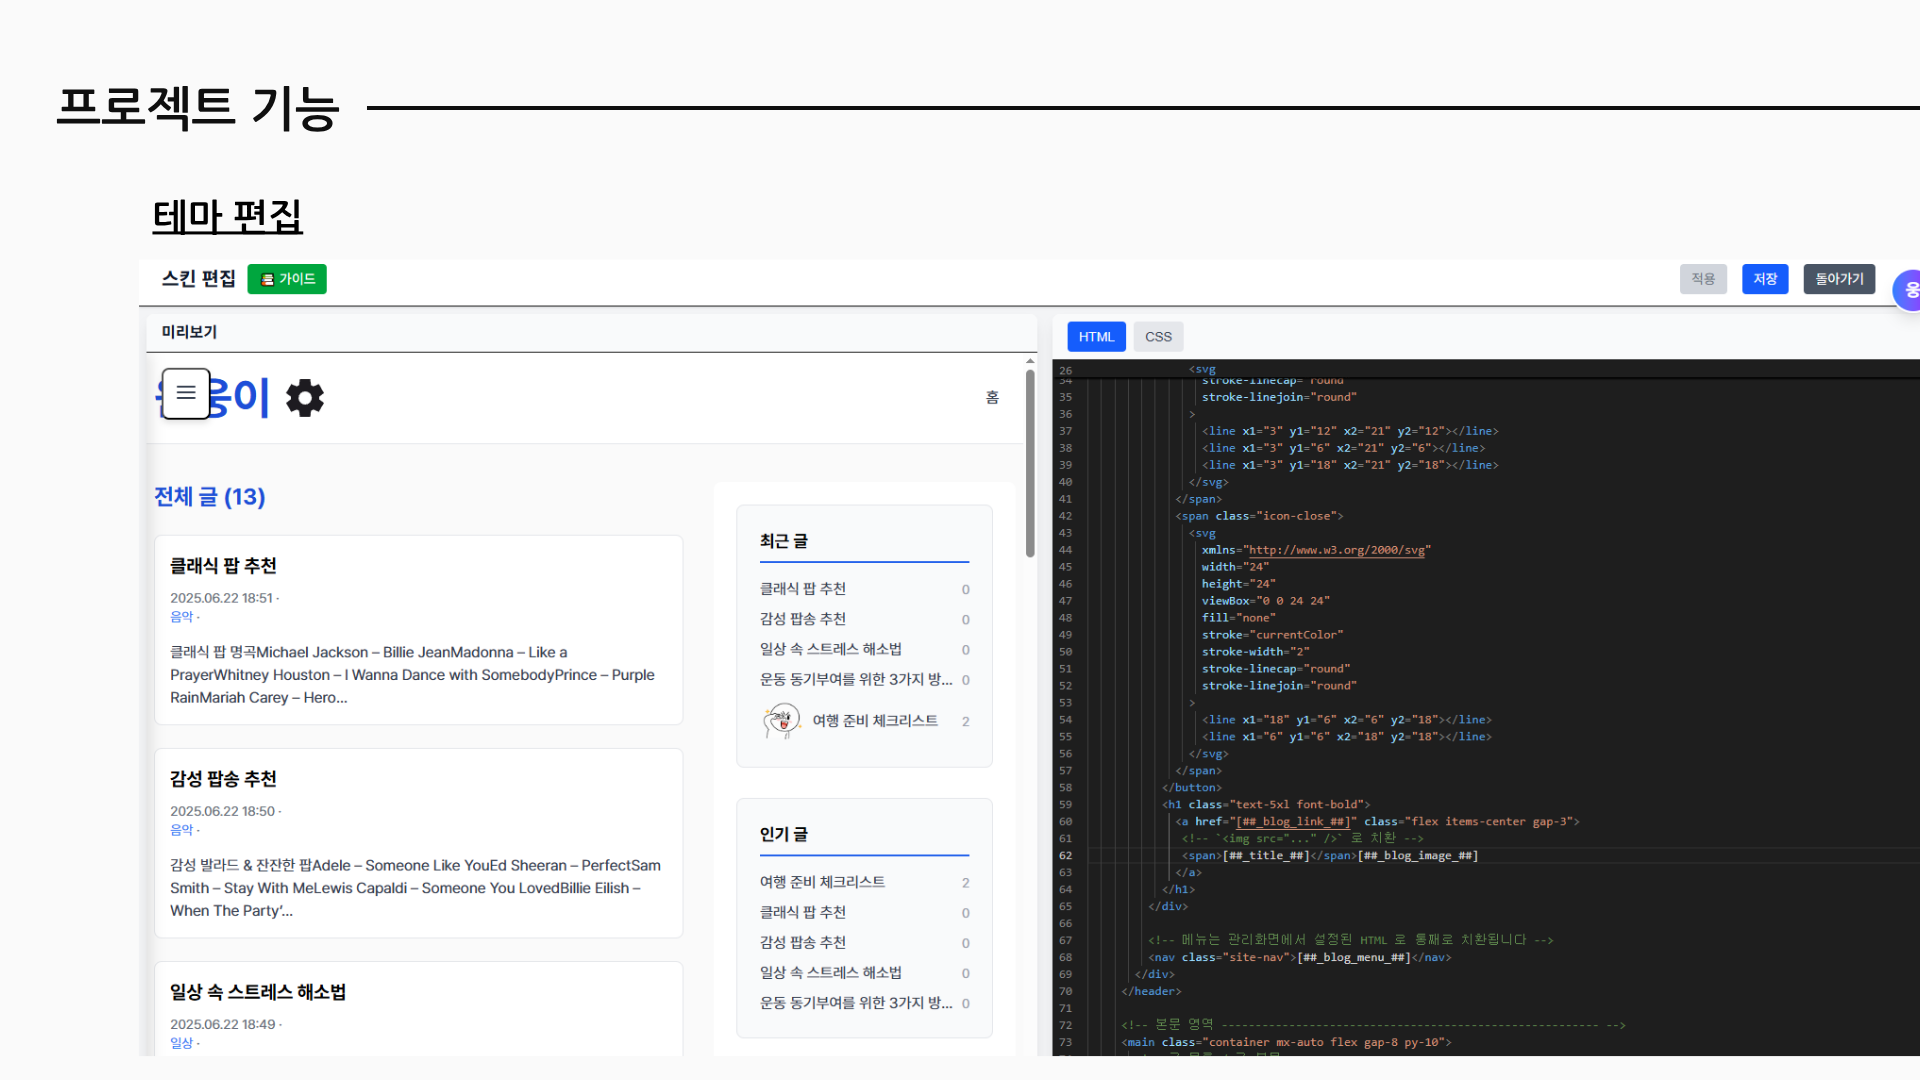 프로젝트 기능
테마 편집
스킨 편집
가이드
적용
저장
돌아가기
웅
미리보기
웅이
홈
전체 글 (13)
클래식 팝 추천
2025.06.22 18:51 ·
음악 ·
클래식 팝 명곡Michael Jackson – Billie JeanMadonna – Like a
PrayerWhitney Houston – I Wanna Dance with SomebodyPrince – Purple
RainMariah Carey – Hero...
감성 팝송 추천
2025.06.22 18:50 ·
음악 ·
감성 발라드 & 잔잔한 팝Adele – Someone Like YouEd Sheeran – PerfectSam
Smith – Stay With MeLewis Capaldi – Someone You LovedBillie Eilish –
When The Party’...
일상 속 스트레스 해소법
2025.06.22 18:49 ·
일상 ·
최근 글
클래식 팝 추천 0
감성 팝송 추천 0
일상 속 스트레스 해소법 0
운동 동기부여를 위한 3가지 방... 0
여행 준비 체크리스트 2
인기 글
여행 준비 체크리스트 2
클래식 팝 추천 0
감성 팝송 추천 0
일상 속 스트레스 해소법 0
운동 동기부여를 위한 3가지 방... 0
HTML
CSS
26 <svg
34 stroke-linecap="round"
35 stroke-linejoin="round"
36 >
37 <line x1="3" y1="12" x2="21" y2="12"></line>
38 <line x1="3" y1="6" x2="21" y2="6"></line>
39 <line x1="3" y1="18" x2="21" y2="18"></line>
40 </svg>
41 </span>
42 <span class="icon-close">
43 <svg
44 xmlns="http://www.w3.org/2000/svg"
45 width="24"
46 height="24"
47 viewBox="0 0 24 24"
48 fill="none"
49 stroke="currentColor"
50 stroke-width="2"
51 stroke-linecap="round"
52 stroke-linejoin="round"
53 >
54 <line x1="18" y1="6" x2="6" y2="18"></line>
55 <line x1="6" y1="6" x2="18" y2="18"></line>
56 </svg>
57 </span>
58 </button>
59 <h1 class="text-5xl font-bold">
60 <a href="[##_blog_link_##]" class="flex items-center gap-3">
61 <!-- `<img src="..." />` 로 치환 -->
62 <span>[##_title_##]</span>[##_blog_image_##]
63 </a>
64 </h1>
65 </div>
66
67 <!-- 메뉴는 관리화면에서 설정된 HTML 로 통째로 치환됩니다 -->
68 <nav class="site-nav">[##_blog_menu_##]</nav>
69 </div>
70 </header>
71
72 <!-- 본문 영역 -------------------------------------------------------- -->
73 <main class="container mx-auto flex gap-8 py-10">